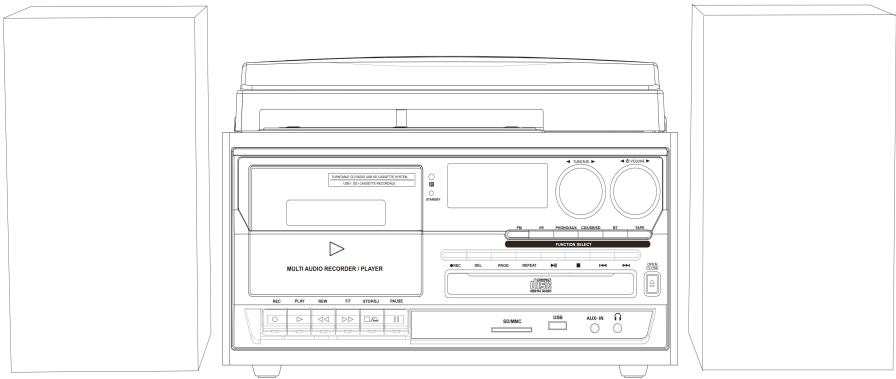 ◄ TUNING ►
◄ ⏻ VOLUME ►
TURNTABLE CD RADIO USB SD CASSETTE SYSTEM
USB / SD / CASSETTE RECORDALE
STANDBY
FM
PHONO/AUX
CD/USB/SD
BT
TAPE
FUNCTION SELECT
MULTI AUDIO RECORDER / PLAYER
●REC
DEL
PROG
REPEAT
OPEN
CLOSE
COMPACT
disc
DIGITAL AUDIO
REC
PLAY
REW
F.F
STOP/EJ
PAUSE
SD/MMC
USB
AUX- IN